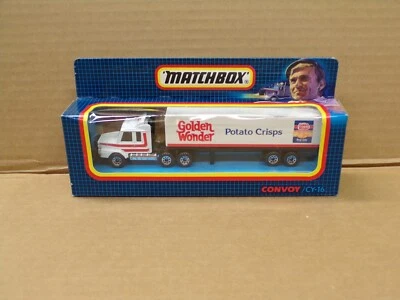 MATCHBOX®
Golden
Wonder
Potato Crisps
CONVOY/CY-16